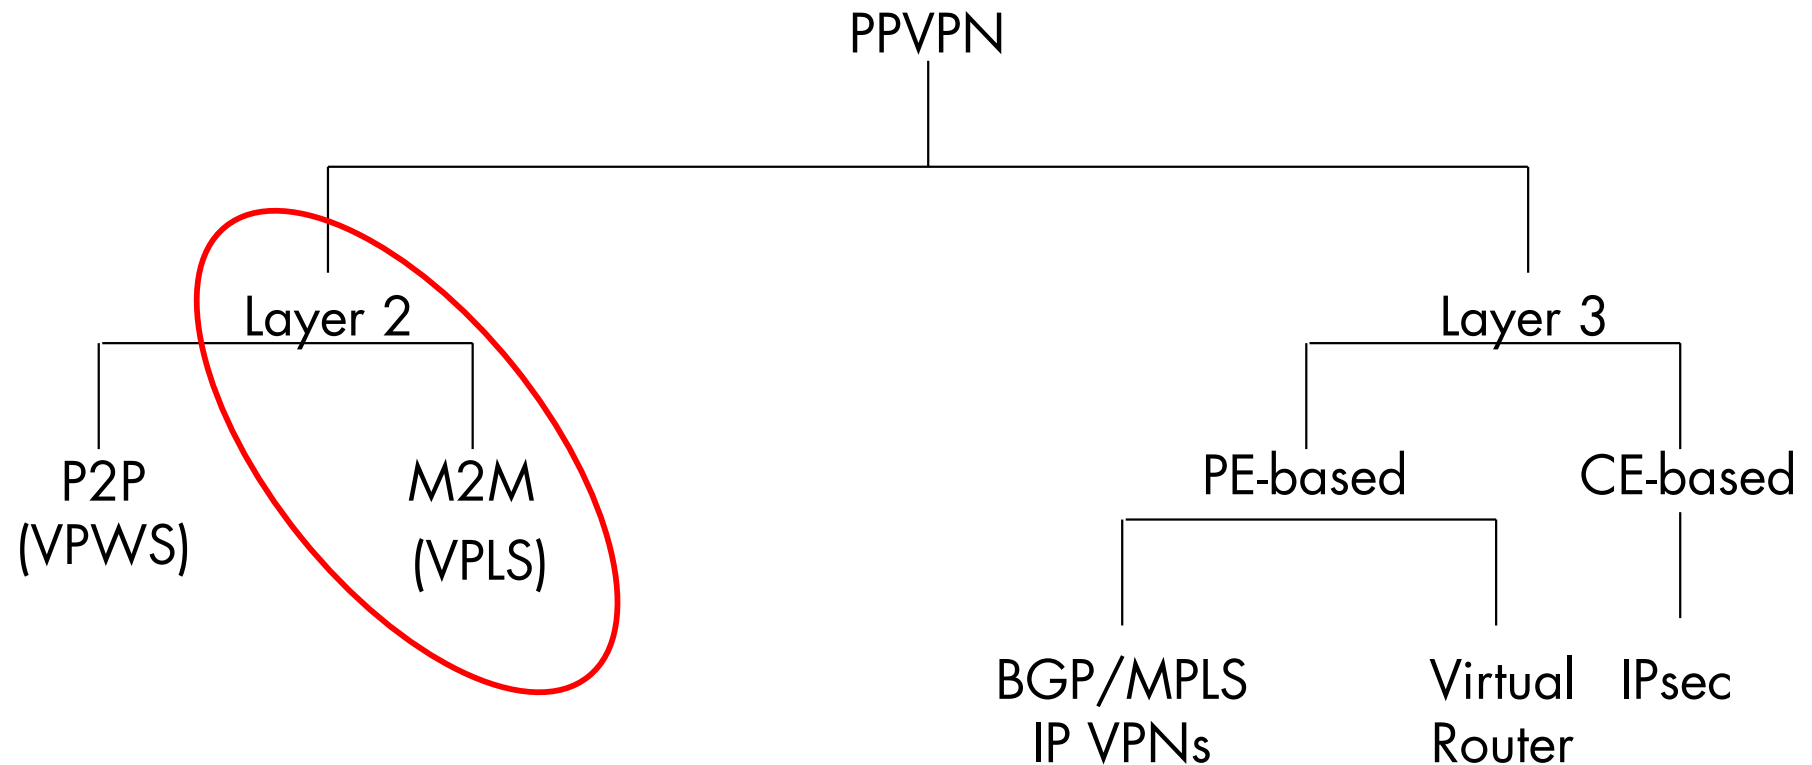 PPVPN
Layer 2
Layer 3
P2P
(VPWS)
M2M
(VPLS)
PE-based
CE-based
BGP/MPLS
IP VPNs
Virtual
Router
IPsec